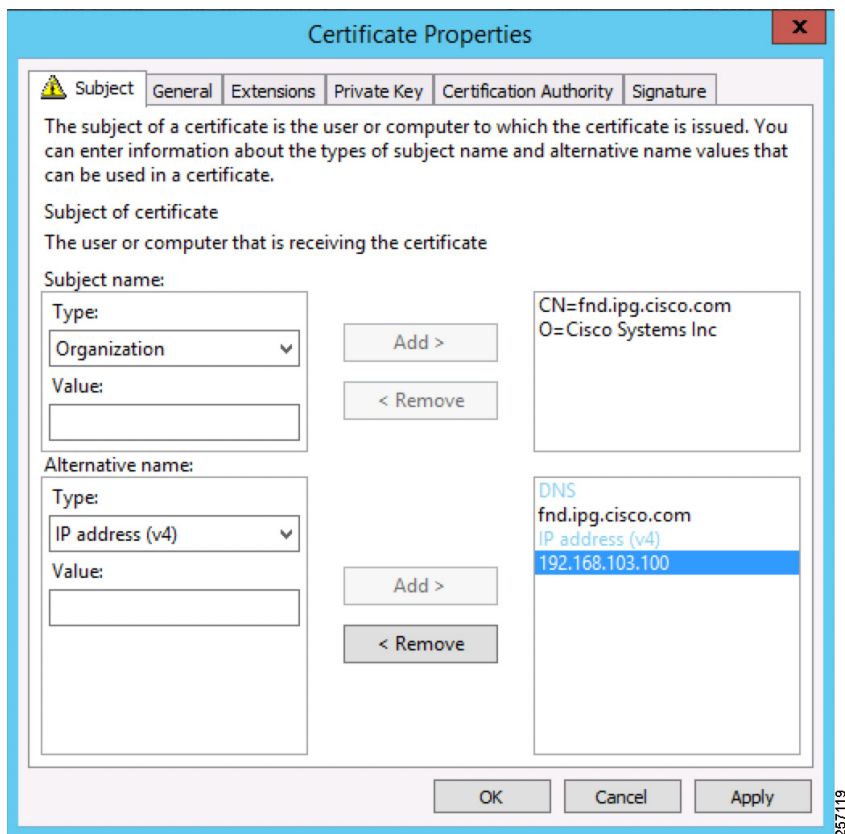 Certificate Properties
x
Subject
General
Extensions
Private Key
Certification Authority
Signature
The subject of a certificate is the user or computer to which the certificate is issued. You
can enter information about the types of subject name and alternative name values that
can be used in a certificate.
Subject of certificate
The user or computer that is receiving the certificate
Subject name:
Type:
Organization
Value:
Add >
< Remove
CN=fnd.ipg.cisco.com
O=Cisco Systems Inc
Alternative name:
Type:
IP address (v4)
Value:
Add >
< Remove
DNS
fnd.ipg.cisco.com
IP address (v4)
192.168.103.100
OK
Cancel
Apply
257119